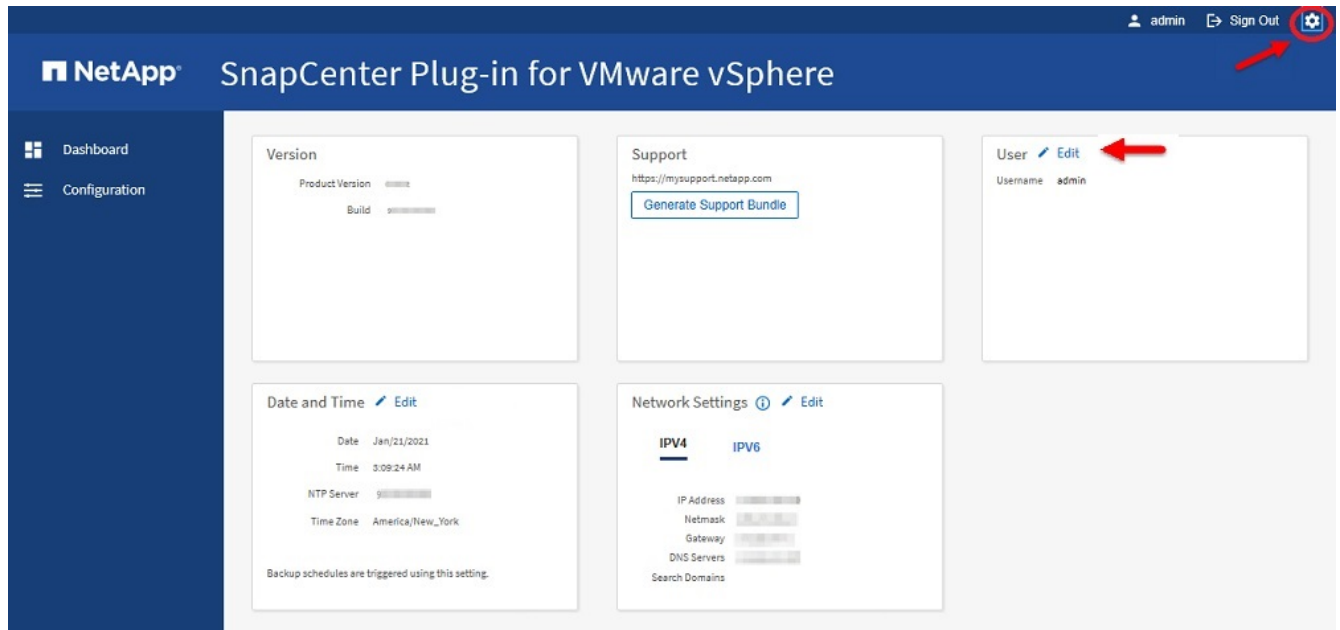 admin Sign Out
NetApp® SnapCenter Plug-in for VMware vSphere
Dashboard
Configuration
Version
Product Version
Build
Support
https://mysupport.netapp.com
Generate Support Bundle
User Edit
Username admin
Date and Time Edit
Date Jan/21/2021
Time 3:09:24 AM
NTP Server
Time Zone America/New_York
Backup schedules are triggered using this setting.
Network Settings Edit
IPV4 IPV6
IP Address
Netmask
Gateway
DNS Servers
Search Domains